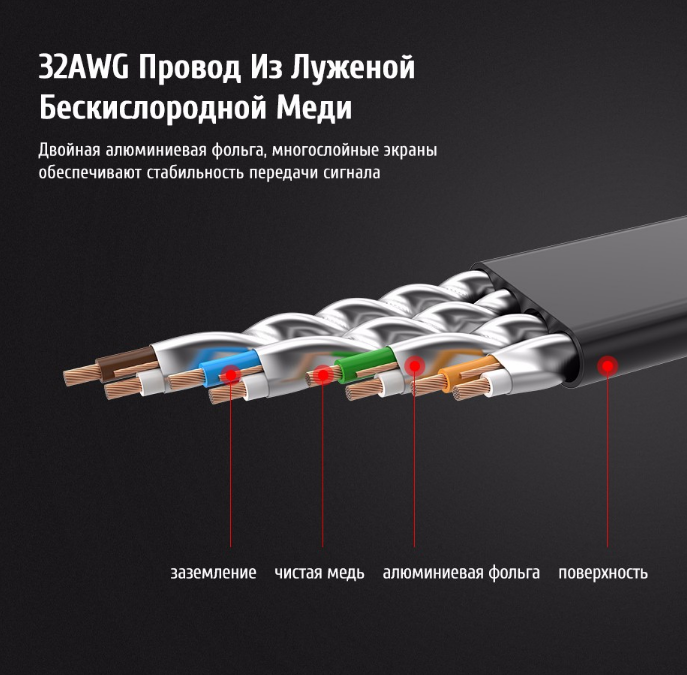 32AWG Провод Из Луженой
Бескислородной Меди
Двойная алюминиевая фольга, многослойные экраны
обеспечивают стабильность передачи сигнала
заземление чистая медь алюминиевая фольга поверхность